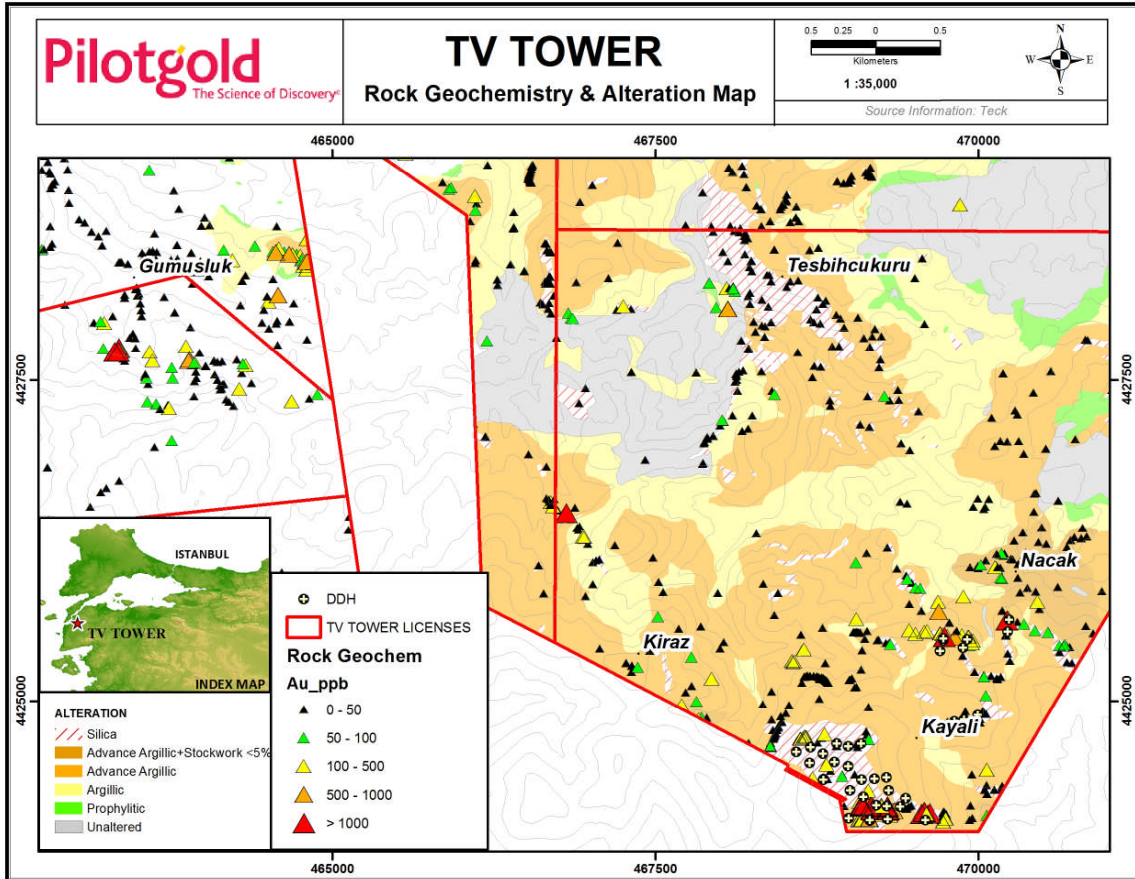 Pilotgold
The Science of Discovery
TV TOWER
Rock Geochemistry & Alteration Map
0.5 0.25 0 0.5
Kilometers
1 :35,000
N
W E
S
Source Information: Teck
465000 467500 470000
Gumusluk
Tesbihcukuru
4427500 4427500
Nacak
Kiraz
Kayali
4425000 4425000
ISTANBUL
TV TOWER
INDEX MAP
ALTERATION
Silica
Advance Argillic+Stockwork <5%
Advance Argillic
Argillic
Prophylitic
Unaltered
DDH
TV TOWER LICENSES
Rock Geochem
Au_ppb
0 - 50
50 - 100
100 - 500
500 - 1000
> 1000
465000 467500 470000